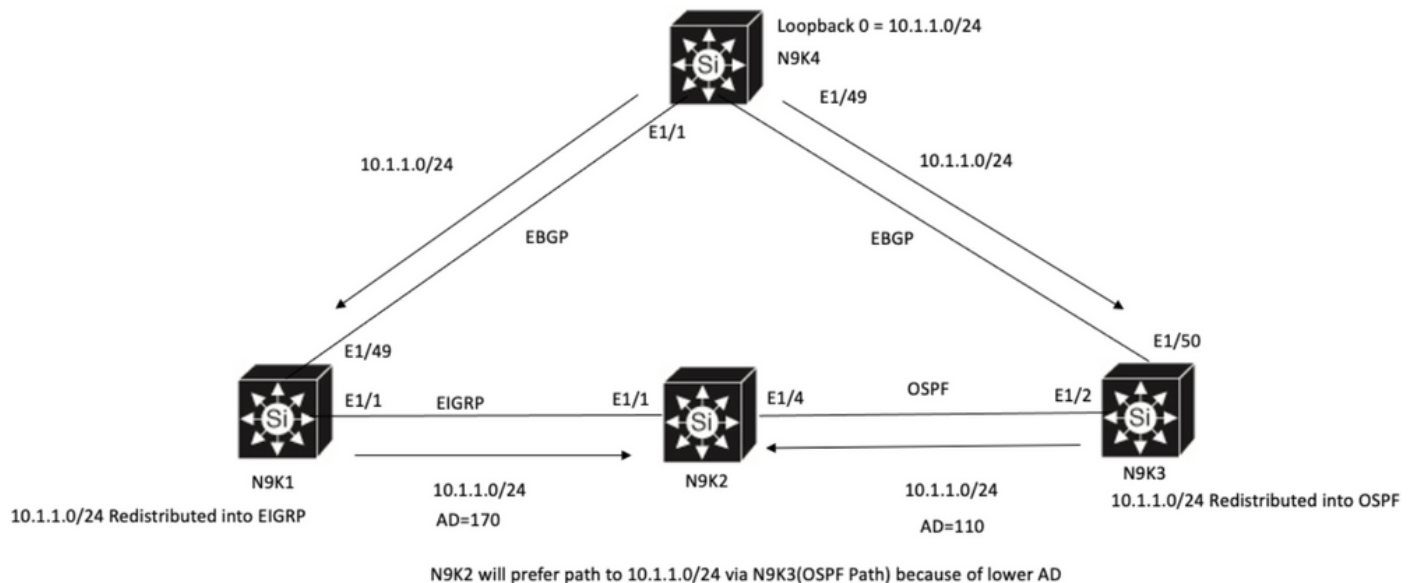 Loopback 0 = 10.1.1.0/24
Si
N9K4
E1/49
E1/1
10.1.1.0/24
10.1.1.0/24
EBGP
EBGP
E1/50
E1/49
E1/1
EIGRP
E1/1
E1/4
OSPF
E1/2
Si
Si
Si
N9K1
N9K2
N9K3
10.1.1.0/24
10.1.1.0/24
10.1.1.0/24 Redistributed into OSPF
10.1.1.0/24 Redistributed into EIGRP
AD=170
AD=110
N9K2 will prefer path to 10.1.1.0/24 via N9K3(OSPF Path) because of lower AD